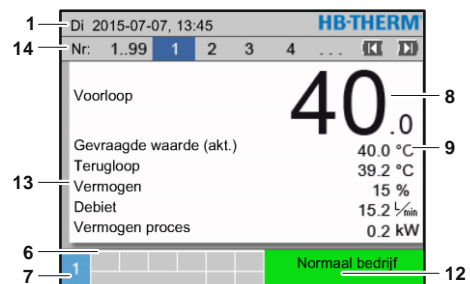 1 Di 2015-07-07, 13:45 HB-THERM
14 Nr: 1..99 1 2 3 4 ...
Voorloop 40.0 8
Gevraagde waarde (akt.) 40.0 °C 9
Terugloop 39.2 °C
13 Vermogen 15 %
Debiet 15.2 L/min
Vermogen proces 0.2 kW
6
7 1 Normaal bedrijf 12